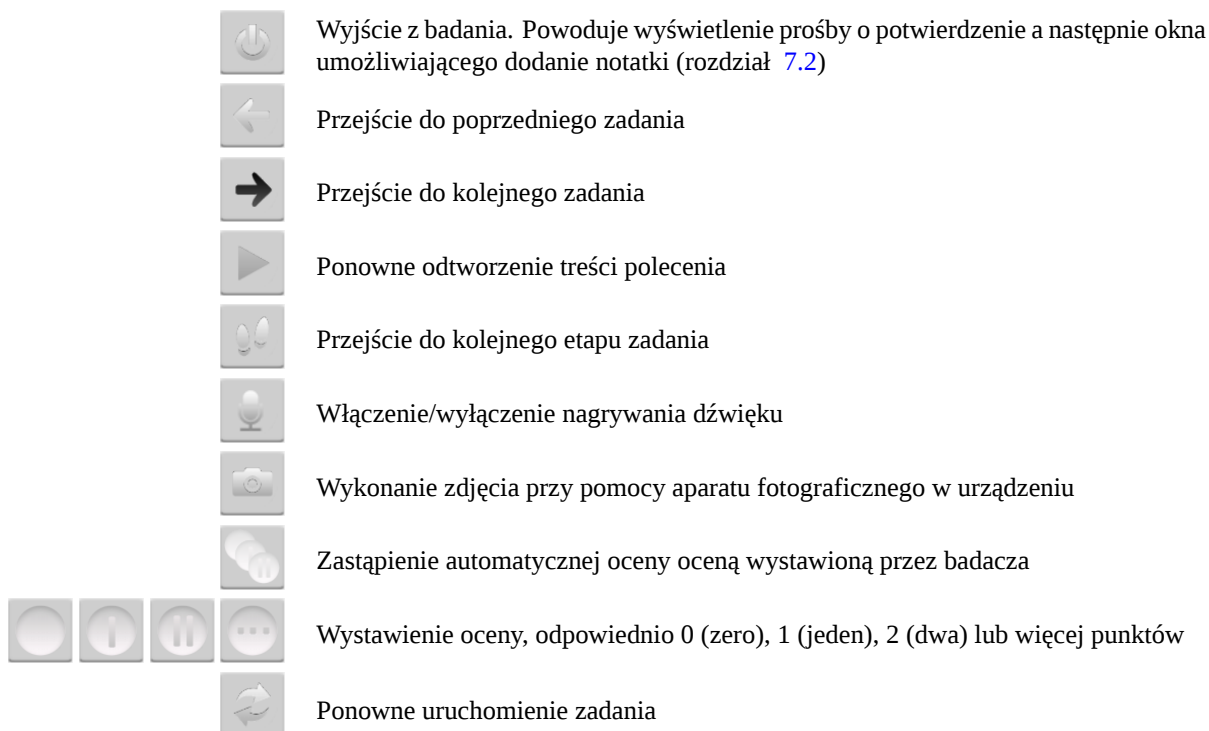 Wyjście z badania. Powoduje wyświetlenie prośby o potwierdzenie a następnie okna
umożliwiającego dodanie notatki (rozdział 7.2)
Przejście do poprzedniego zadania
Przejście do kolejnego zadania
Ponowne odtworzenie treści polecenia
Przejście do kolejnego etapu zadania
Włączenie/wyłączenie nagrywania dźwięku
Wykonanie zdjęcia przy pomocy aparatu fotograficznego w urządzeniu
Zastąpienie automatycznej oceny oceną wystawioną przez badacza
Wystawienie oceny, odpowiednio 0 (zero), 1 (jeden), 2 (dwa) lub więcej punktów
Ponowne uruchomienie zadania